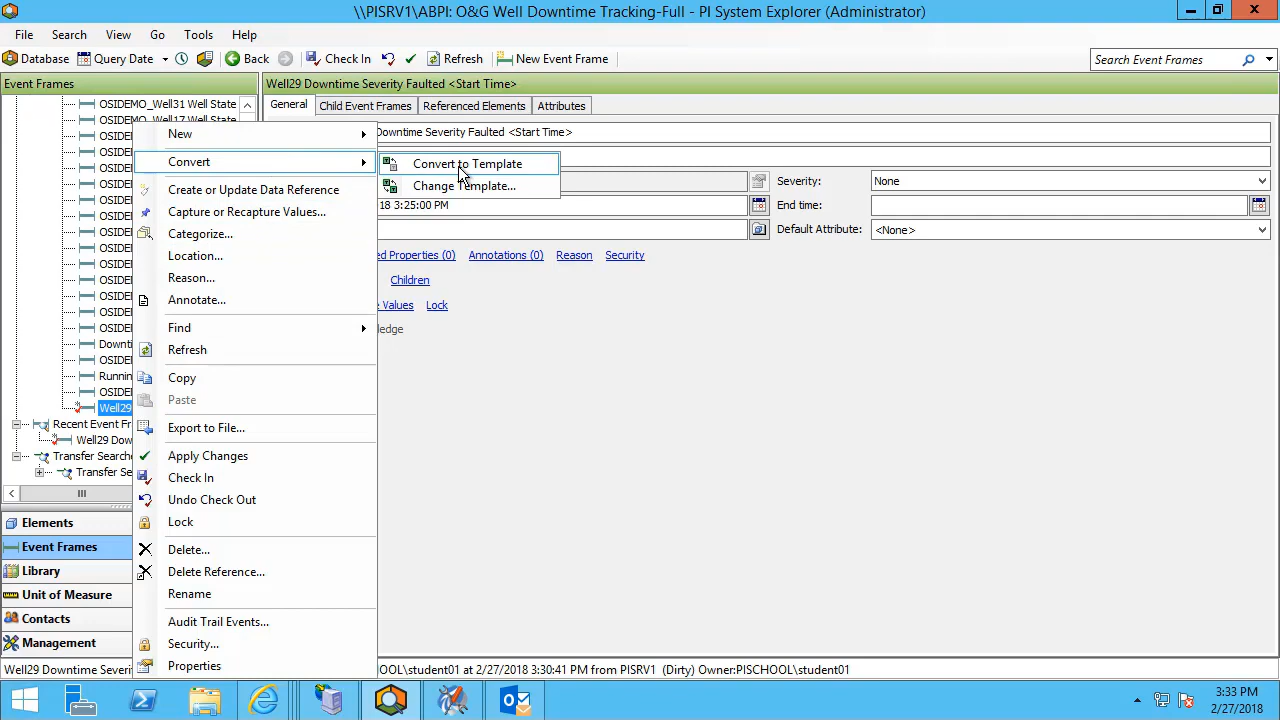 \\PISRV1\ABPI: O&G Well Downtime Tracking-Full - PI System Explorer (Administrator)
File Search View Go Tools Help
Database Query Date Back Check In Refresh New Event Frame Search Event Frames
Event Frames
Well29 Downtime Severity Faulted <Start Time>
OSIDEMO_Well31 Well State
OSIDEMO_Well17 Well State
General Child Event Frames Referenced Elements Attributes
OSIDE
OSIDE
OSIDE
OSIDE
OSIDE
OSIDE
OSIDE
OSIDE
OSIDE
OSIDE
OSIDE
OSIDE
OSIDE
Downti
OSIDE
Runnin
OSIDE
Well29
Recent Event Fr
Well29 Dow
Transfer Searche
Transfer Se
Elements
Event Frames
Library
Unit of Measure
Contacts
Management
New
Convert
Create or Update Data Reference
Capture or Recapture Values...
Categorize...
Location...
Reason...
Annotate...
Find
Refresh
Copy
Paste
Export to File...
Apply Changes
Check In
Undo Check Out
Lock
Delete...
Delete Reference...
Rename
Audit Trail Events...
Security...
Properties
Convert to Template
Change Template...
Downtime Severity Faulted <Start Time>
Severity: None
18 3:25:00 PM End time:
Default Attribute: <None>
ed Properties (0) Annotations (0) Reason Security
Children
e Values Lock
ledge
Well29 Downtime Severi
HOOL\student01 at 2/27/2018 3:30:41 PM from PISRV1 (Dirty) Owner:PISCHOOL\student01
3:33 PM
2/27/2018